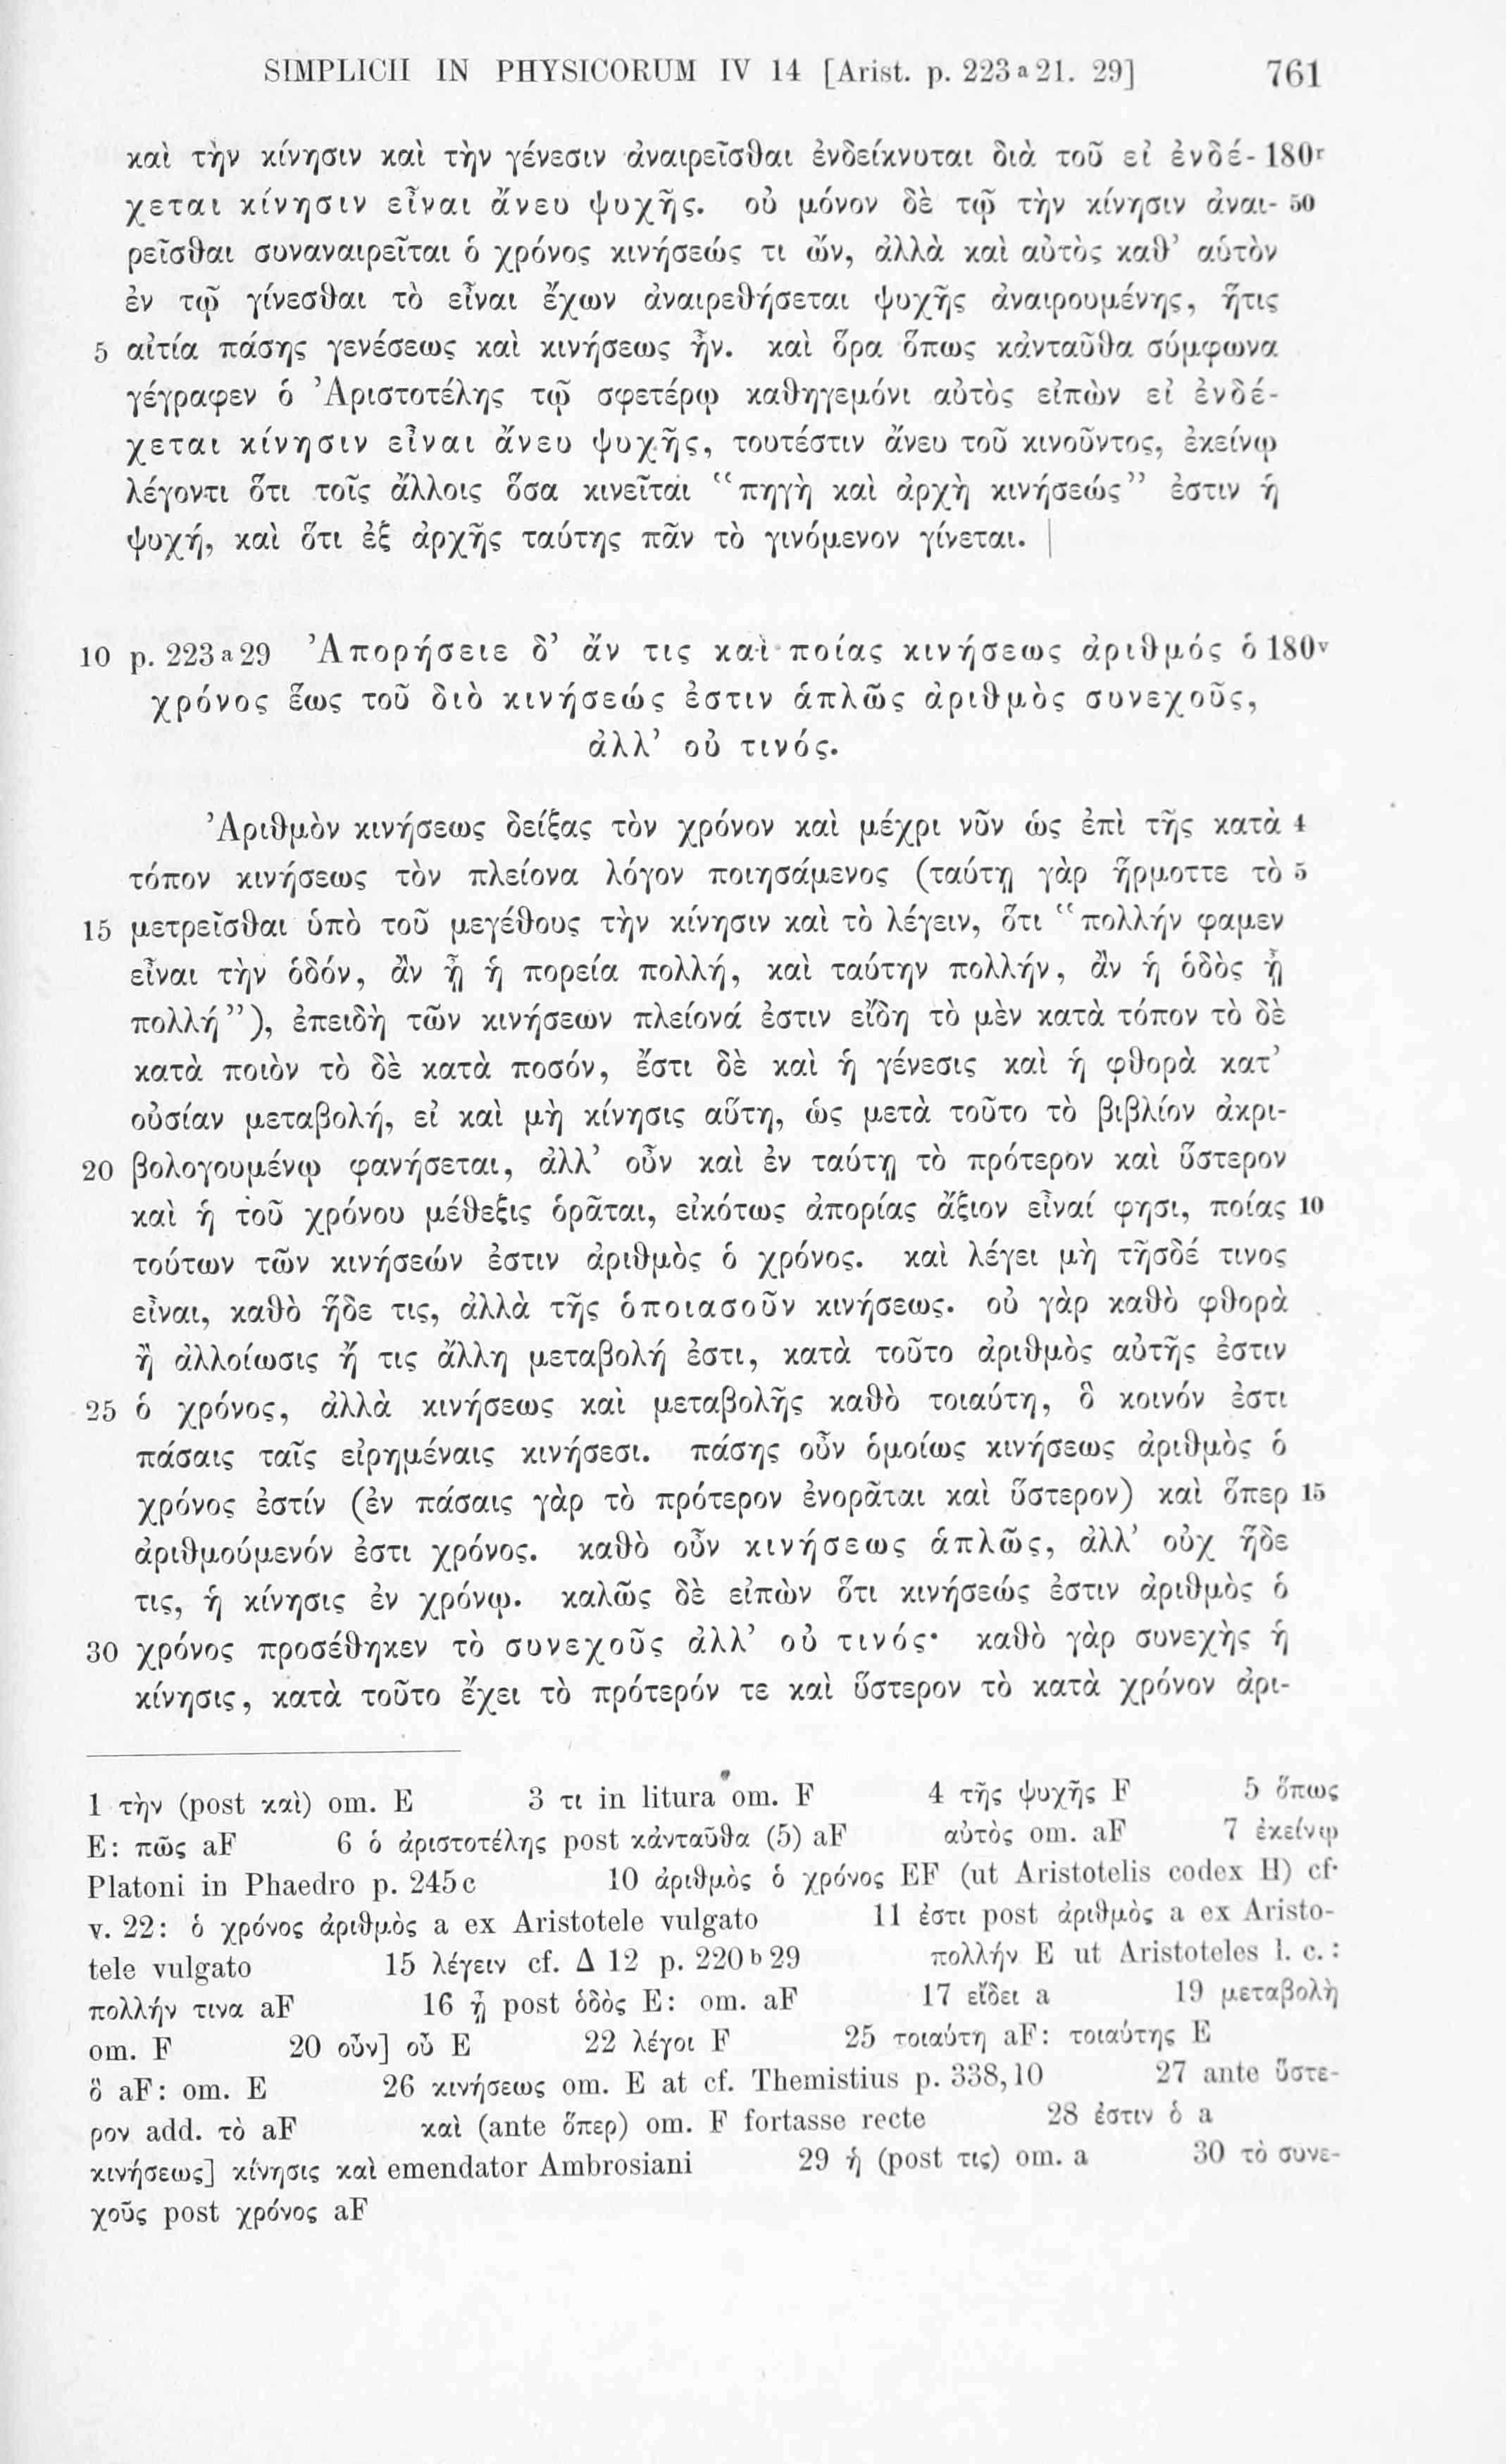 SIMPLICII IN PHYSICORUM IV 14 [Arist. p. 223a21. 29] 761
καὶ τὴν κίνησιν καὶ τὴν γένεσιν ἀναιρεῖσθαι ἐνδείκνυται διὰ τοῦ εἰ ἐνδέ- 180r
χεται κίνησιν εἶναι ἄνευ ψυχῆς. οὐ μόνον δὲ τῷ τὴν κίνησιν ἀναι- 50
ρεῖσθαι συναναιρεῖται ὁ χρόνος κινήσεώς τι ὤν, ἀλλὰ καὶ αὐτὸς καθ’ αὑτὸν
ἐν τῷ γίνεσθαι τὸ εἶναι ἔχων ἀναιρεθήσεται ψυχῆς ἀναιρουμένης, ἥτις
5 αἰτία πάσης γενέσεως καὶ κινήσεως ἦν. καὶ ὅρα ὅπως κἀνταῦθα σύμφωνα
γέγραφεν ὁ Ἀριστοτέλης τῷ σφετέρῳ καθηγεμόνι αὐτὸς εἰπὼν εἰ ἐνδέ-
χεται κίνησιν εἶναι ἄνευ ψυχῆς, τουτέστιν ἄνευ τοῦ κινοῦντος, ἐκείνῳ
λέγοντι ὅτι τοῖς ἄλλοις ὅσα κινεῖται “πηγὴ καὶ ἀρχὴ κινήσεώς” ἐστιν ἡ
ψυχή, καὶ ὅτι ἐξ ἀρχῆς ταύτης πᾶν τὸ γινόμενον γίνεται. |
10 p. 223a29 Ἀπορήσειε δ’ ἄν τις καὶ ποίας κινήσεως ἀριθμός ὁ 180v
χρόνος ἕως τοῦ διὸ κινήσεώς ἐστιν ἁπλῶς ἀριθμὸς συνεχοῦς,
ἀλλ’ οὐ τινός.
Ἀριθμὸν κινήσεως δείξας τὸν χρόνον καὶ μέχρι νῦν ὡς ἐπὶ τῆς κατὰ 4
τόπον κινήσεως τὸν πλείονα λόγον ποιησάμενος (ταύτῃ γὰρ ἥρμοττε τὸ 5
15 μετρεῖσθαι ὑπὸ τοῦ μεγέθους τὴν κίνησιν καὶ τὸ λέγειν, ὅτι “πολλήν φαμεν
εἶναι τὴν ὁδόν, ἂν ᾖ ἡ πορεία πολλή, καὶ ταύτην πολλήν, ἂν ἡ ὁδὸς ᾖ
πολλή”), ἐπειδὴ τῶν κινήσεων πλείονά ἐστιν εἴδη τὸ μὲν κατὰ τόπον τὸ δὲ
κατὰ ποιὸν τὸ δὲ κατὰ ποσόν, ἔστι δὲ καὶ ἡ γένεσις καὶ ἡ φθορὰ κατ’
οὐσίαν μεταβολή, εἰ καὶ μὴ κίνησις αὕτη, ὡς μετὰ τοῦτο τὸ βιβλίον ἀκρι-
20 βολογουμένῳ φανήσεται, ἀλλ’ οὖν καὶ ἐν ταύτῃ τὸ πρότερον καὶ ὕστερον
καὶ ἡ τοῦ χρόνου μέθεξις ὁρᾶται, εἰκότως ἀπορίας ἄξιον εἶναί φησι, ποίας 10
τούτων τῶν κινήσεών ἐστιν ἀριθμὸς ὁ χρόνος. καὶ λέγει μὴ τῆσδέ τινος
εἶναι, καθὸ ἥδε τις, ἀλλὰ τῆς ὁποιασοῦν κινήσεως. οὐ γὰρ καθὸ φθορὰ
ἢ ἀλλοίωσις ἤ τις ἄλλη μεταβολή ἐστι, κατὰ τοῦτο ἀριθμὸς αὐτῆς ἐστιν
25 ὁ χρόνος, ἀλλὰ κινήσεως καὶ μεταβολῆς καθὸ τοιαύτη, ὃ κοινόν ἐστι
πάσαις ταῖς εἰρημέναις κινήσεσι. πάσης οὖν ὁμοίως κινήσεως ἀριθμὸς ὁ
χρόνος ἐστίν (ἐν πάσαις γὰρ τὸ πρότερον ἐνορᾶται καὶ ὕστερον) καὶ ὅπερ 15
ἀριθμούμενόν ἐστι χρόνος. καθὸ οὖν κινήσεως ἁπλῶς, ἀλλ’ οὐχ ἥδε
τις, ἡ κίνησις ἐν χρόνῳ. καλῶς δὲ εἰπὼν ὅτι κινήσεώς ἐστιν ἀριθμὸς ὁ
30 χρόνος προσέθηκεν τὸ συνεχοῦς ἀλλ’ οὐ τινός· καθὸ γὰρ συνεχὴς ἡ
κίνησις, κατὰ τοῦτο ἔχει τὸ πρότερόν τε καὶ ὕστερον τὸ κατὰ χρόνον ἀρι-
1 τὴν (post καὶ) om. E 3 τι in litura om. F 4 τῆς ψυχῆς F 5 ὅπως
E: πῶς aF 6 ὁ ἀριστοτέλης post κἀνταῦθα (5) aF αὐτὸς om. aF 7 ἐκείνῳ
Platoni in Phaedro p. 245c 10 ἀριθμὸς ὁ χρόνος EF (ut Aristotelis codex H) cf.
v. 22: ὁ χρόνος ἀριθμὸς a ex Aristotele vulgato 11 ἐστι post ἀριθμὸς a ex Aristo-
tele vulgato 15 λέγειν cf. Δ 12 p. 220b29 πολλήν E ut Aristoteles l. c.:
πολλήν τινα aF 16 ᾖ post ὁδὸς E: om. aF 17 εἴδει a 19 μεταβολὴ
om. F 20 οὖν] οὖ E 22 λέγοι F 25 τοιαύτη aF: τοιαύτης E
ὃ aF: om. E 26 κινήσεως om. E at cf. Themistius p. 338,10 27 ante ὕστε-
ρον add. τὸ aF καὶ (ante ὅπερ) om. F fortasse recte 28 ἐστιν ὁ a
κινήσεως] κίνησις καὶ emendator Ambrosiani 29 ἡ (post τις) om. a 30 τὸ συνε-
χοῦς post χρόνος aF